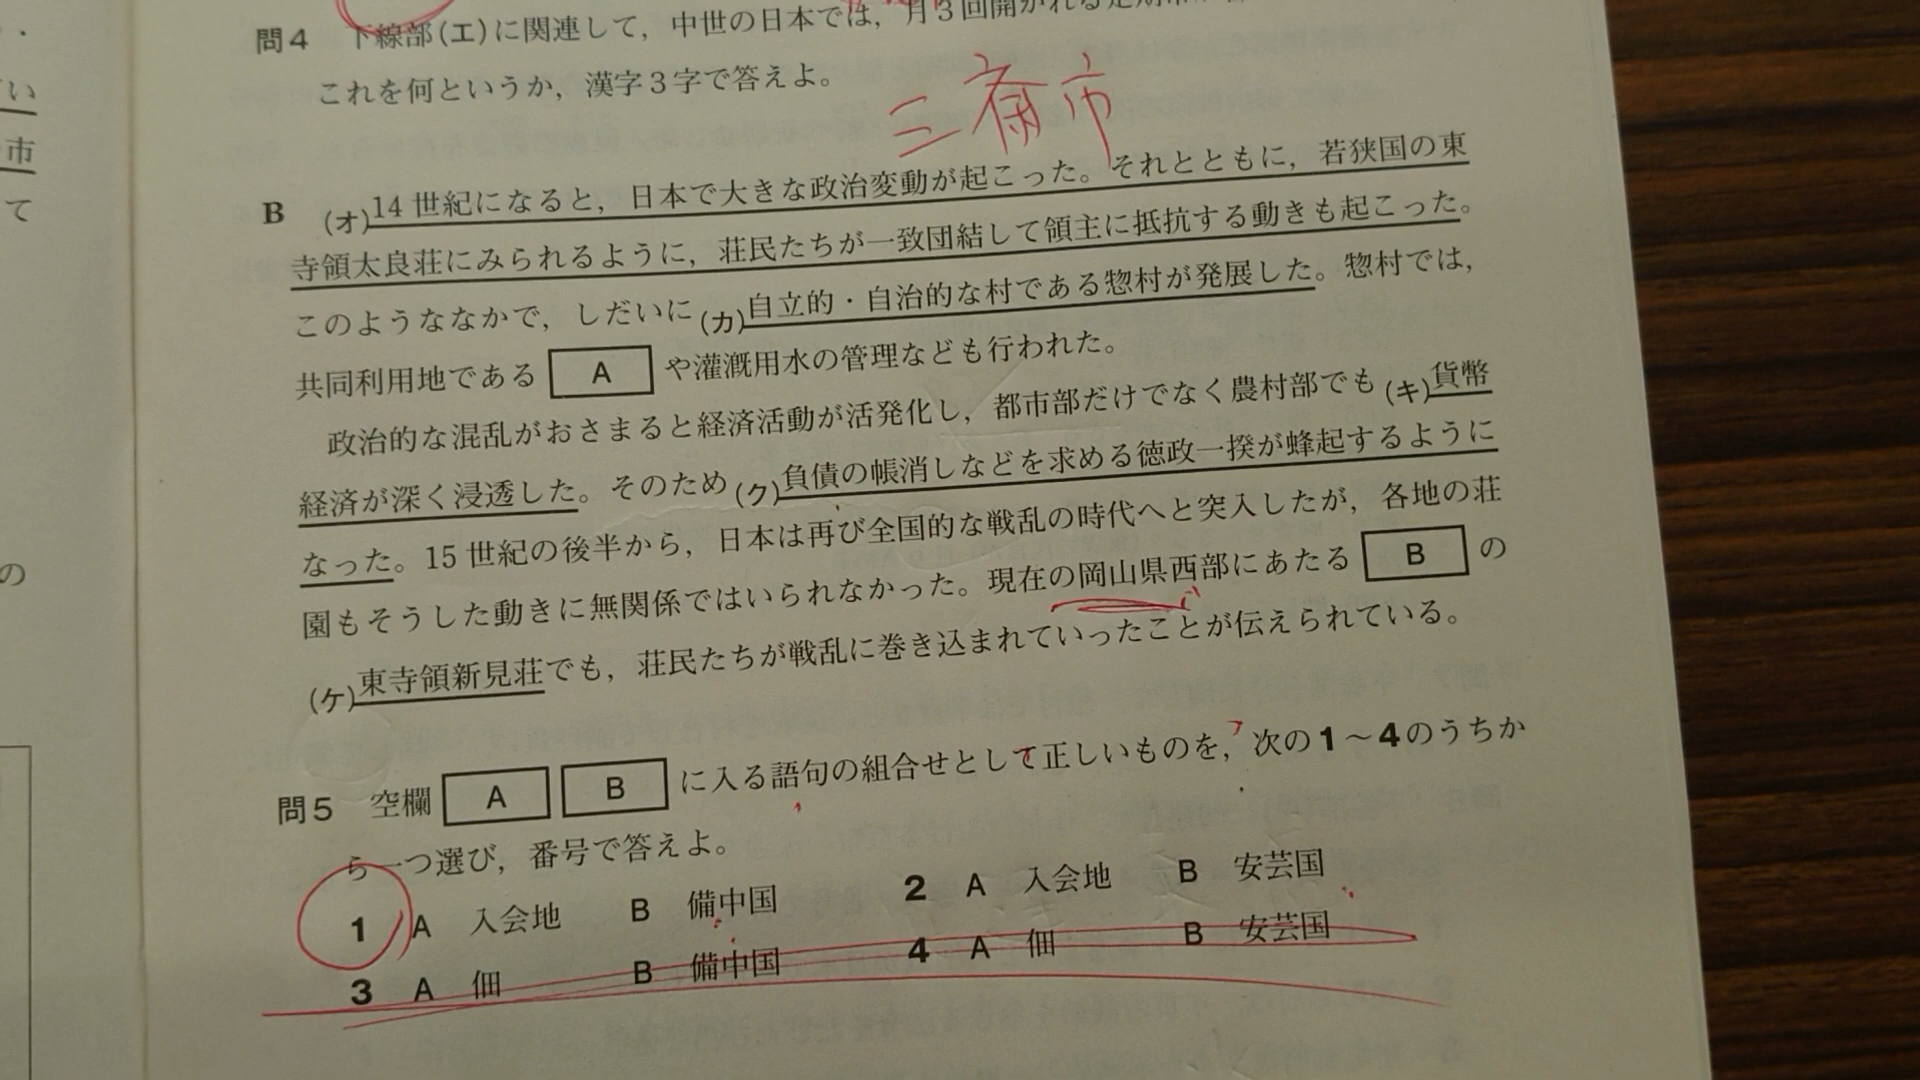 問4 下線部(エ)に関連して,中世の日本では,月3回開かれる定期市
これを何というか,漢字3字で答えよ。
三斎市
B (オ)14世紀になると,日本で大きな政治変動が起こった。それとともに,若狭国の東
寺領太良荘にみられるように,荘民たちが一致団結して領主に抵抗する動きも起こった。
このようななかで,しだいに(カ)自立的・自治的な村である惣村が発展した。惣村では,
共同利用地である A や灌漑用水の管理なども行われた。
政治的な混乱がおさまると経済活動が活発化し,都市部だけでなく農村部でも(キ)貨幣
経済が深く浸透した。そのため(ク)負債の帳消しなどを求める徳政一揆が蜂起するように
なった。15世紀の後半から,日本は再び全国的な戦乱の時代へと突入したが,各地の荘
園もそうした動きに無関係ではいられなかった。現在の岡山県西部にあたる B の
(ケ)東寺領新見荘でも,荘民たちが戦乱に巻き込まれていったことが伝えられている。
問5 空欄 A B に入る語句の組合せとして正しいものを,次の1~4のうちか
ら一つ選び,番号で答えよ。
1 A 入会地 B 備中国 2 A 入会地 B 安芸国
3 A 佃 B 備中国 4 A 佃 B 安芸国
い
市
て
の